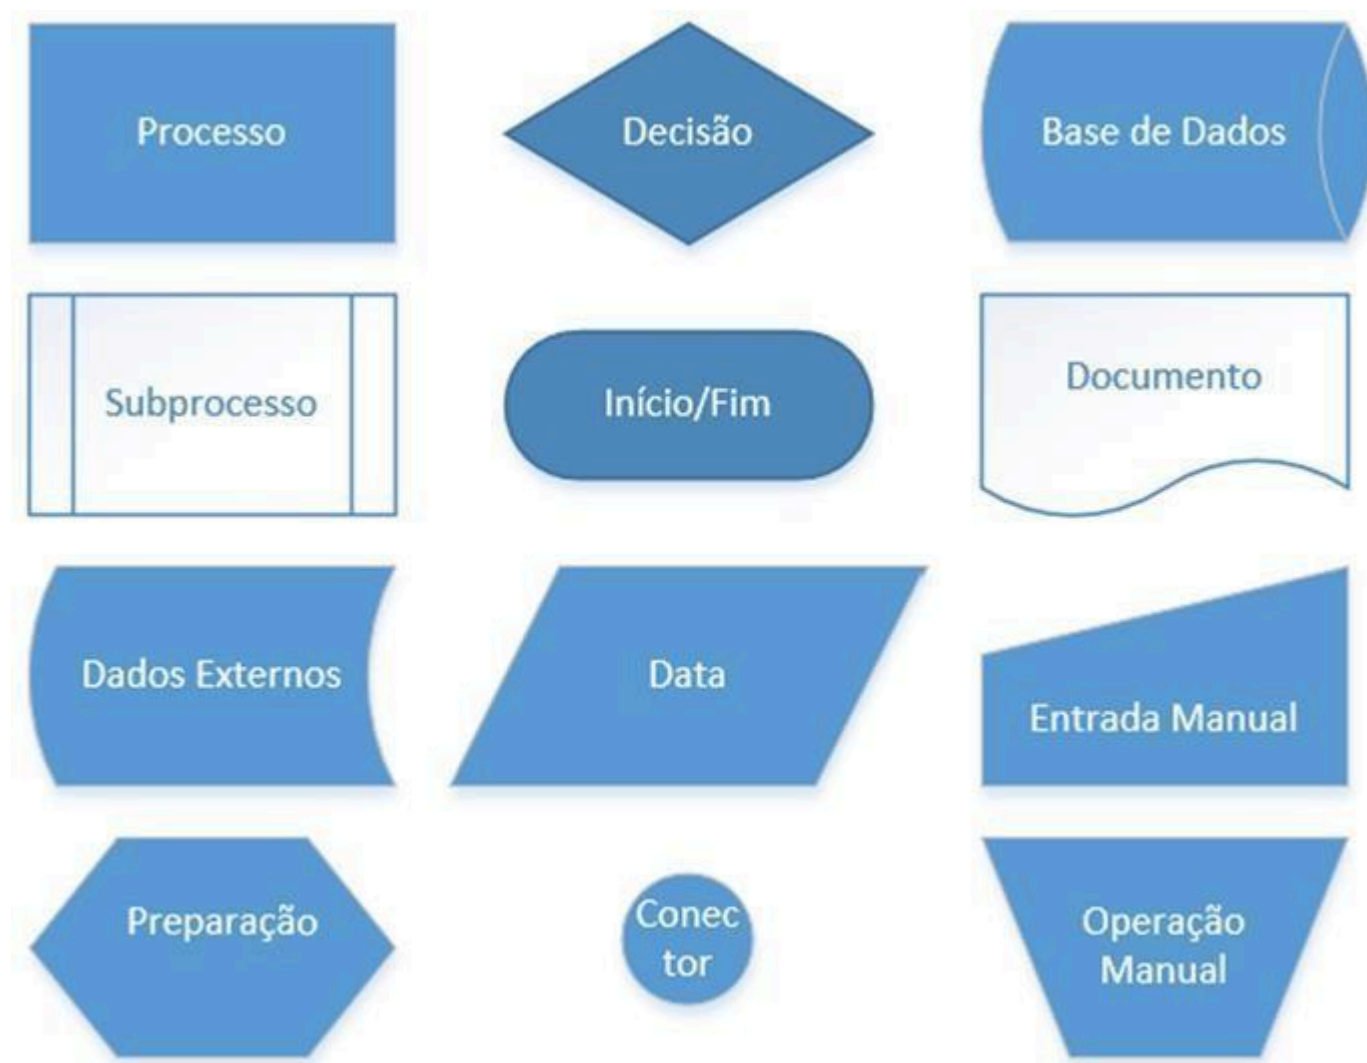 Processo
Decisão
Base de Dados
Subprocesso
Início/Fim
Documento
Dados Externos
Data
Entrada Manual
Preparação
Conec
tor
Operação
Manual